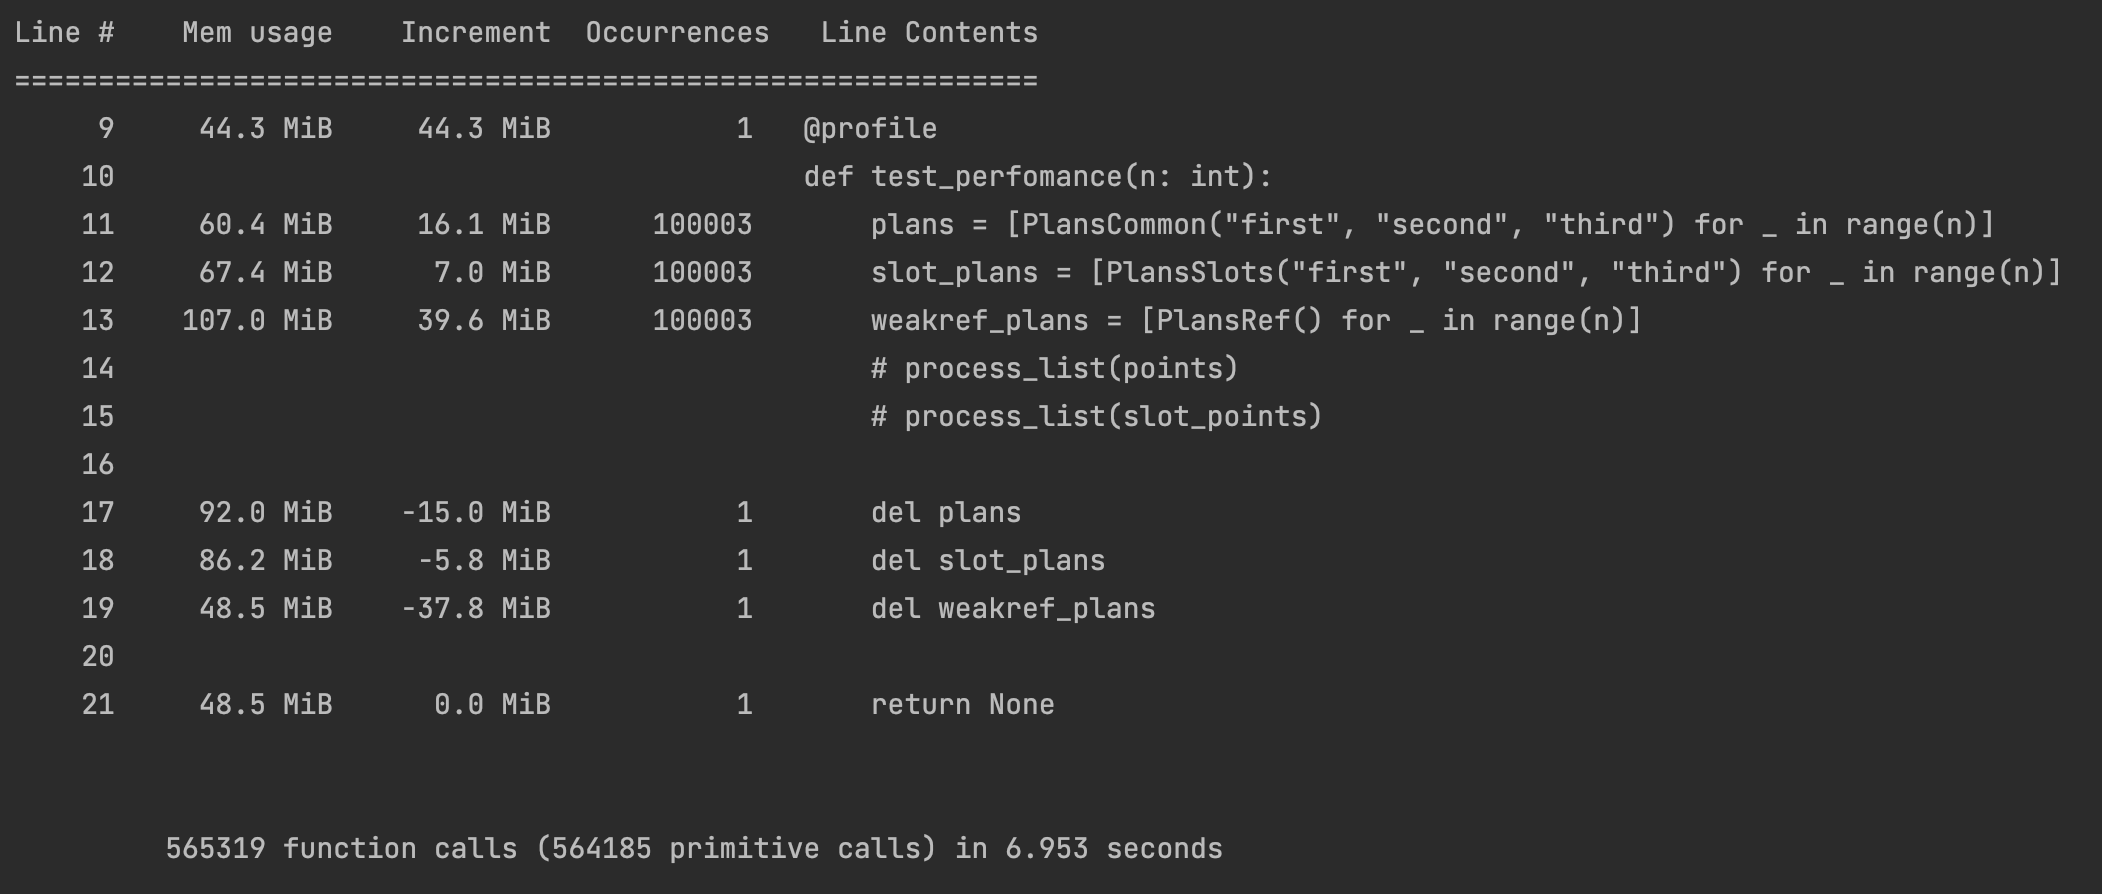 Line #    Mem usage    Increment  Occurrences   Line Contents
=============================================================
     9     44.3 MiB     44.3 MiB           1   @profile
    10                                         def test_perfomance(n: int):
    11     60.4 MiB     16.1 MiB      100003       plans = [PlansCommon("first", "second", "third") for _ in range(n)]
    12     67.4 MiB      7.0 MiB      100003       slot_plans = [PlansSlots("first", "second", "third") for _ in range(n)]
    13    107.0 MiB     39.6 MiB      100003       weakref_plans = [PlansRef() for _ in range(n)]
    14                                             # process_list(points)
    15                                             # process_list(slot_points)
    16
    17     92.0 MiB    -15.0 MiB           1       del plans
    18     86.2 MiB     -5.8 MiB           1       del slot_plans
    19     48.5 MiB    -37.8 MiB           1       del weakref_plans
    20
    21     48.5 MiB      0.0 MiB           1       return None
         565319 function calls (564185 primitive calls) in 6.953 seconds